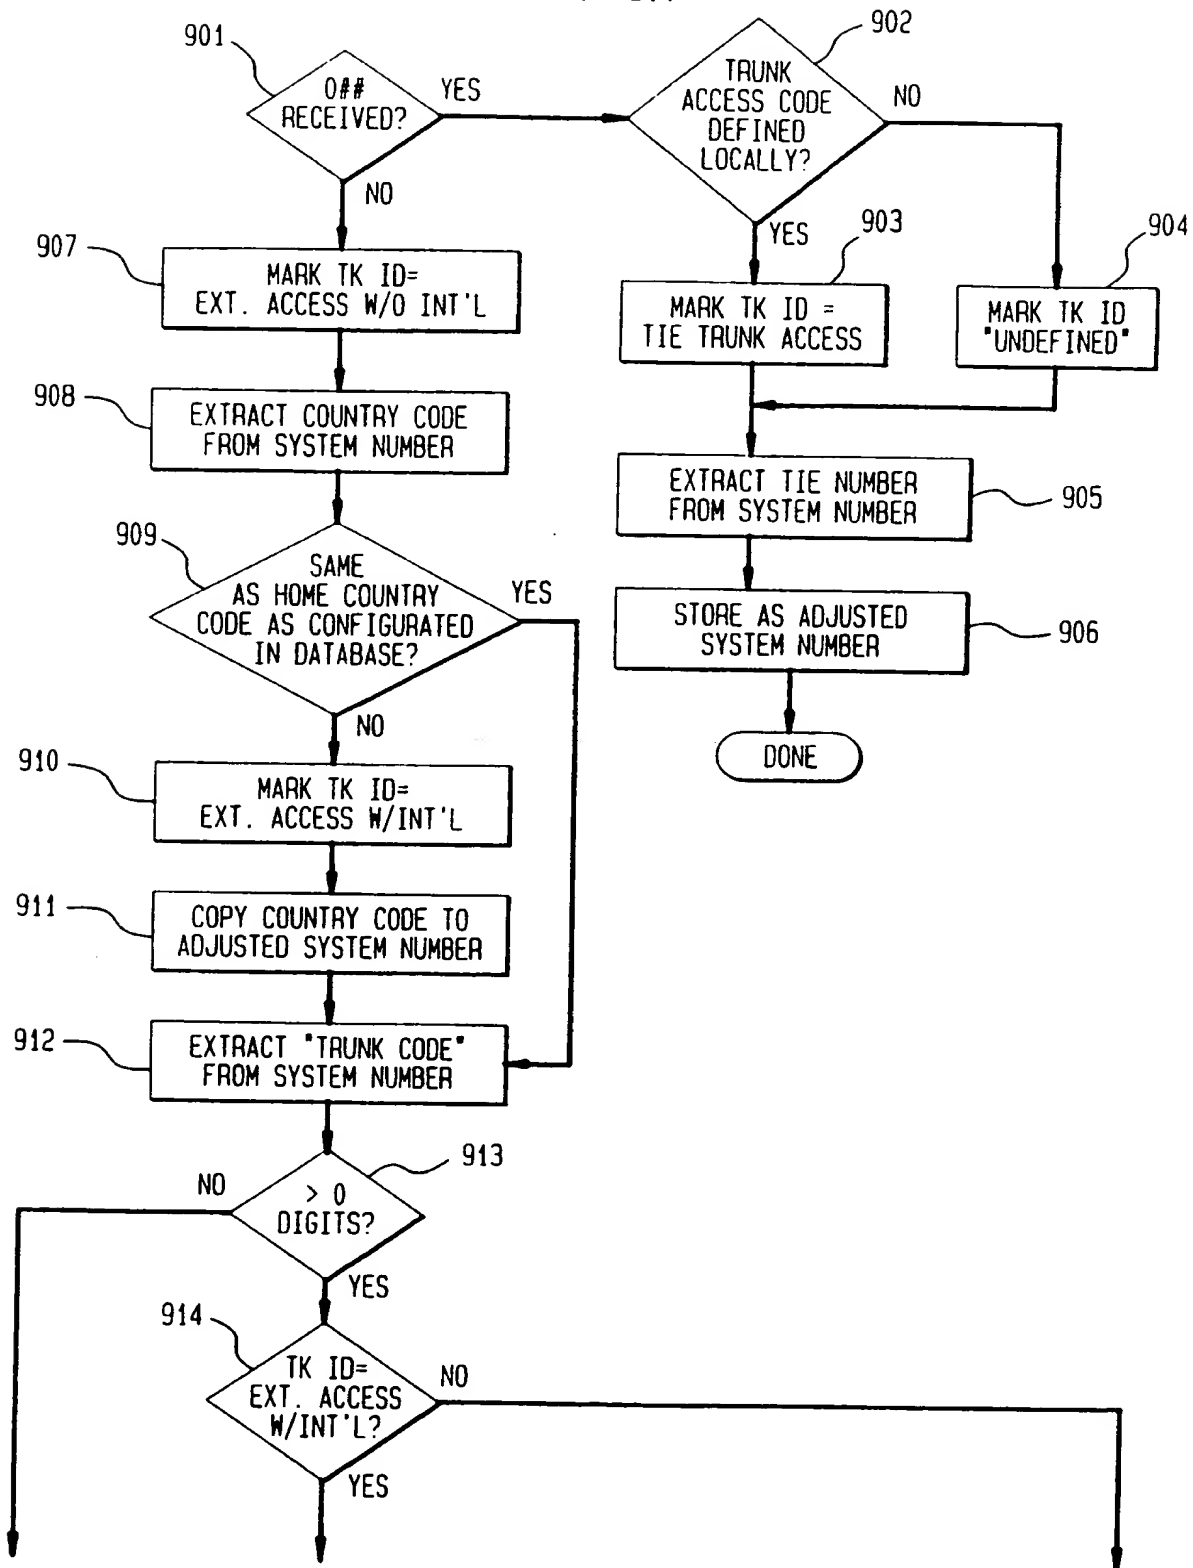 901
0##
RECEIVED?
YES
NO
902
TRUNK
ACCESS CODE
DEFINED
LOCALLY?
NO
YES
903
MARK TK ID =
TIE TRUNK ACCESS
904
MARK TK ID
"UNDEFINED"
905
EXTRACT TIE NUMBER
FROM SYSTEM NUMBER
906
STORE AS ADJUSTED
SYSTEM NUMBER
DONE
907
MARK TK ID=
EXT. ACCESS W/O INT'L
908
EXTRACT COUNTRY CODE
FROM SYSTEM NUMBER
909
SAME
AS HOME COUNTRY
CODE AS CONFIGURATED
IN DATABASE?
YES
NO
910
MARK TK ID=
EXT. ACCESS W/INT'L
911
COPY COUNTRY CODE TO
ADJUSTED SYSTEM NUMBER
912
EXTRACT "TRUNK CODE"
FROM SYSTEM NUMBER
913
> 0
DIGITS?
NO
YES
914
TK ID=
EXT. ACCESS
W/INT'L?
NO
YES